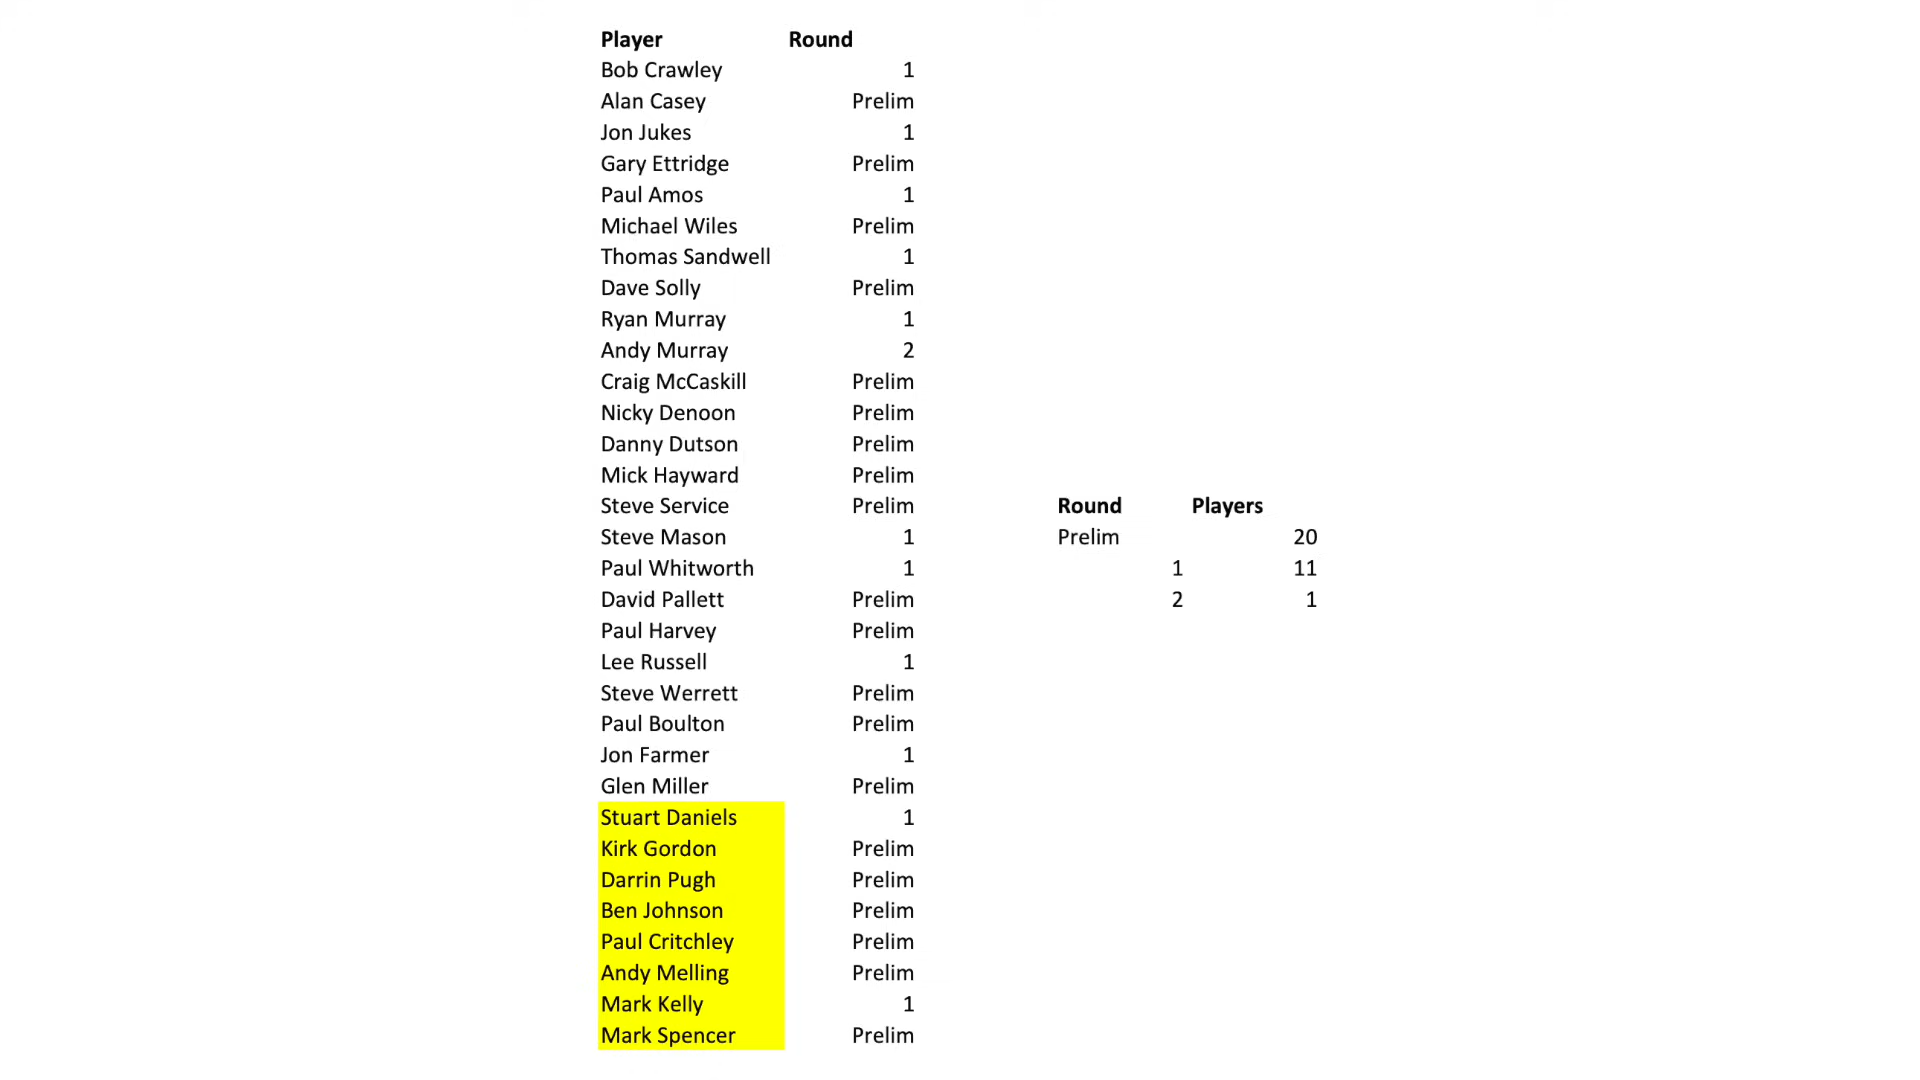 Player Round
Bob Crawley 1
Alan Casey Prelim
Jon Jukes 1
Gary Ettridge Prelim
Paul Amos 1
Michael Wiles Prelim
Thomas Sandwell 1
Dave Solly Prelim
Ryan Murray 1
Andy Murray 2
Craig McCaskill Prelim
Nicky Denoon Prelim
Danny Dutson Prelim
Mick Hayward Prelim
Steve Service Prelim
Steve Mason 1
Paul Whitworth 1
David Pallett Prelim
Paul Harvey Prelim
Lee Russell 1
Steve Werrett Prelim
Paul Boulton Prelim
Jon Farmer 1
Glen Miller Prelim
Stuart Daniels 1
Kirk Gordon Prelim
Darrin Pugh Prelim
Ben Johnson Prelim
Paul Critchley Prelim
Andy Melling Prelim
Mark Kelly 1
Mark Spencer Prelim
Round Players
Prelim 20
1 11
2 1